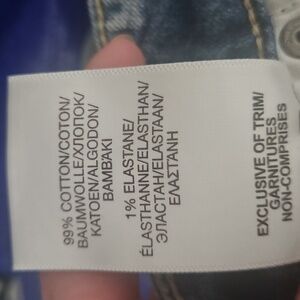 99% COTTON/COTON/
BAUMWOLLE/ХЛОПОК/
KATOEN/ALGODON/
ΒΑΜΒΑΚΙ
1% ELASTANE/
ÉLASTHANNE/ELASTHAN/
ЭЛАСТАН/ELASTAAN/
ΕΛΑΣΤΑΝΗ
EXCLUSIVE OF TRIM/
GARNITURES
NON-COMPRISES